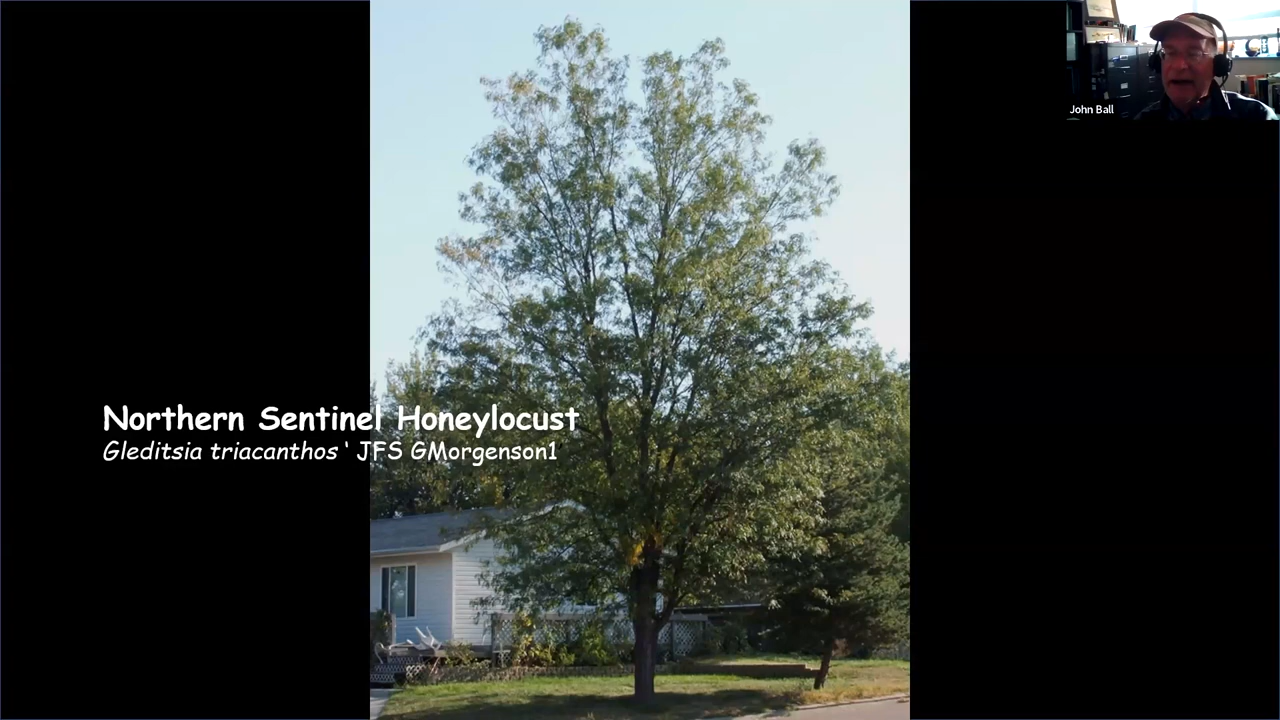 John Ball
Northern Sentinel Honeylocust
Gleditsia triacanthos ‘ JFS GMorgenson1